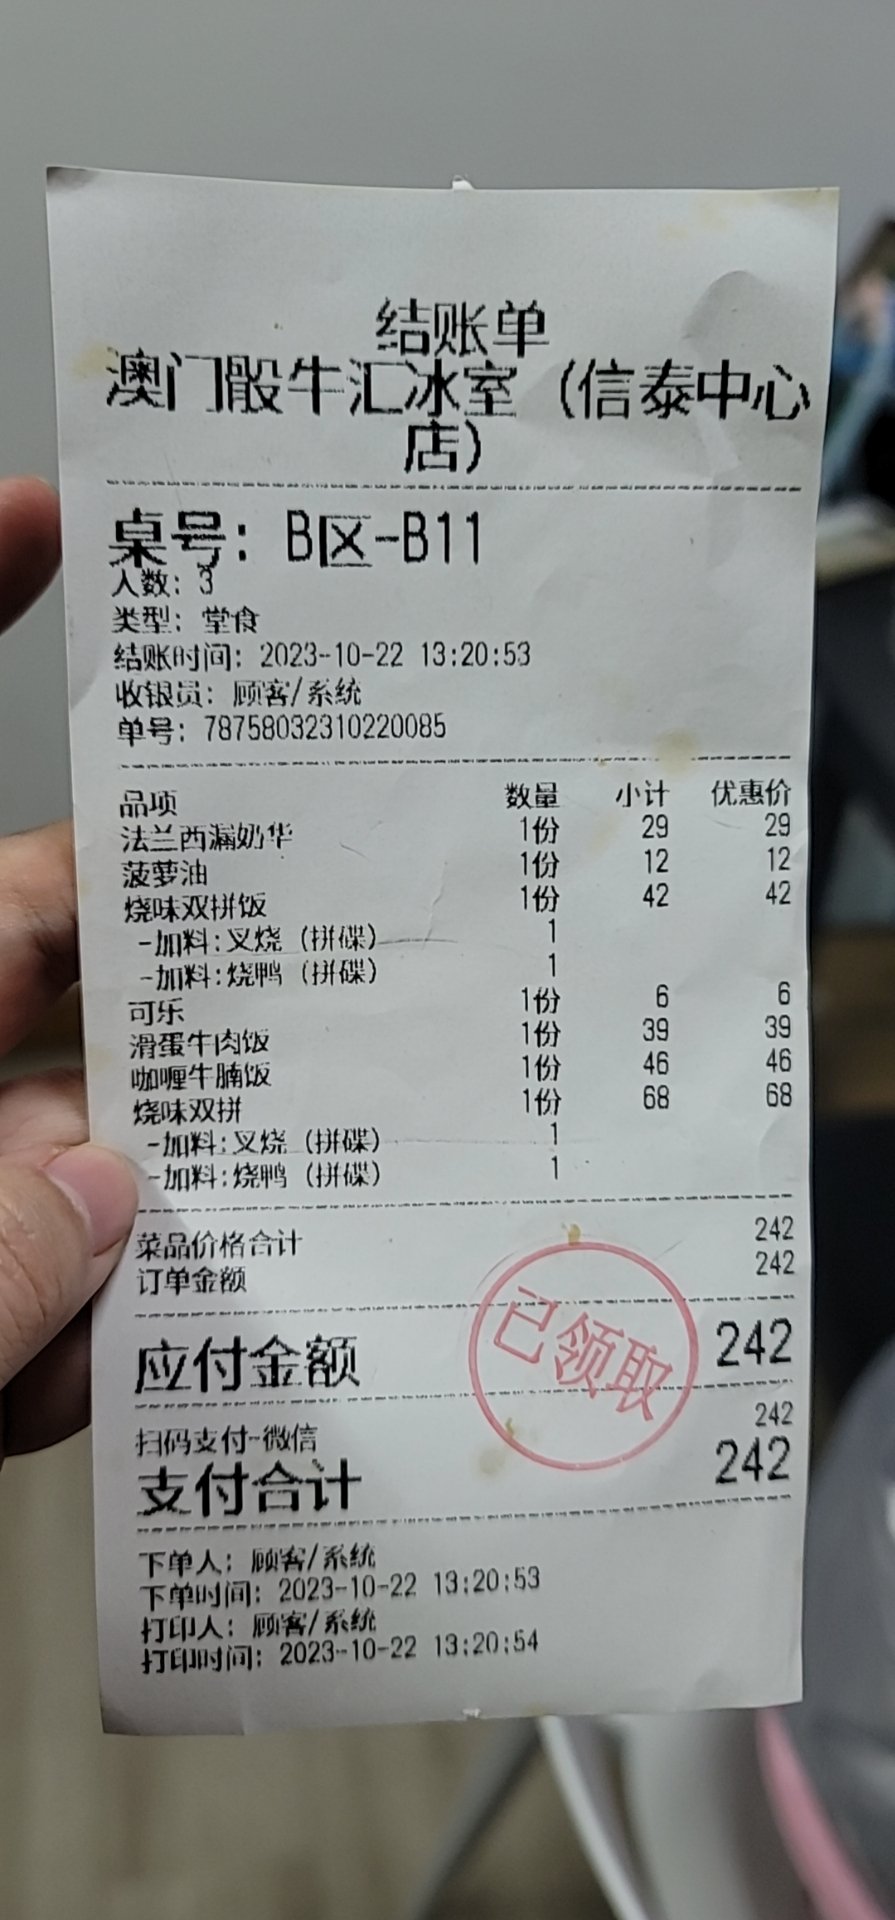 结账单
澳门骰牛汇冰室（信泰中心
店）
桌号：B区-B11
人数：3
类型：堂食
结账时间：2023-10-22 13:20:53
收银员：顾客/系统
单号：78758032310220085
品项 数量 小计 优惠价
法兰西漏奶华 1份 29 29
菠萝油 1份 12 12
烧味双拼饭 1份 42 42
-加料:叉烧（拼碟） 1
-加料:烧鸭（拼碟） 1
可乐 1份 6 6
滑蛋牛肉饭 1份 39 39
咖喱牛腩饭 1份 46 46
烧味双拼 1份 68 68
-加料:叉烧（拼碟） 1
-加料:烧鸭（拼碟） 1
菜品价格合计 242
订单金额 242
已领取
应付金额 242
扫码支付-微信 242
支付合计 242
下单人：顾客/系统
下单时间：2023-10-22 13:20:53
打印人：顾客/系统
打印时间：2023-10-22 13:20:54